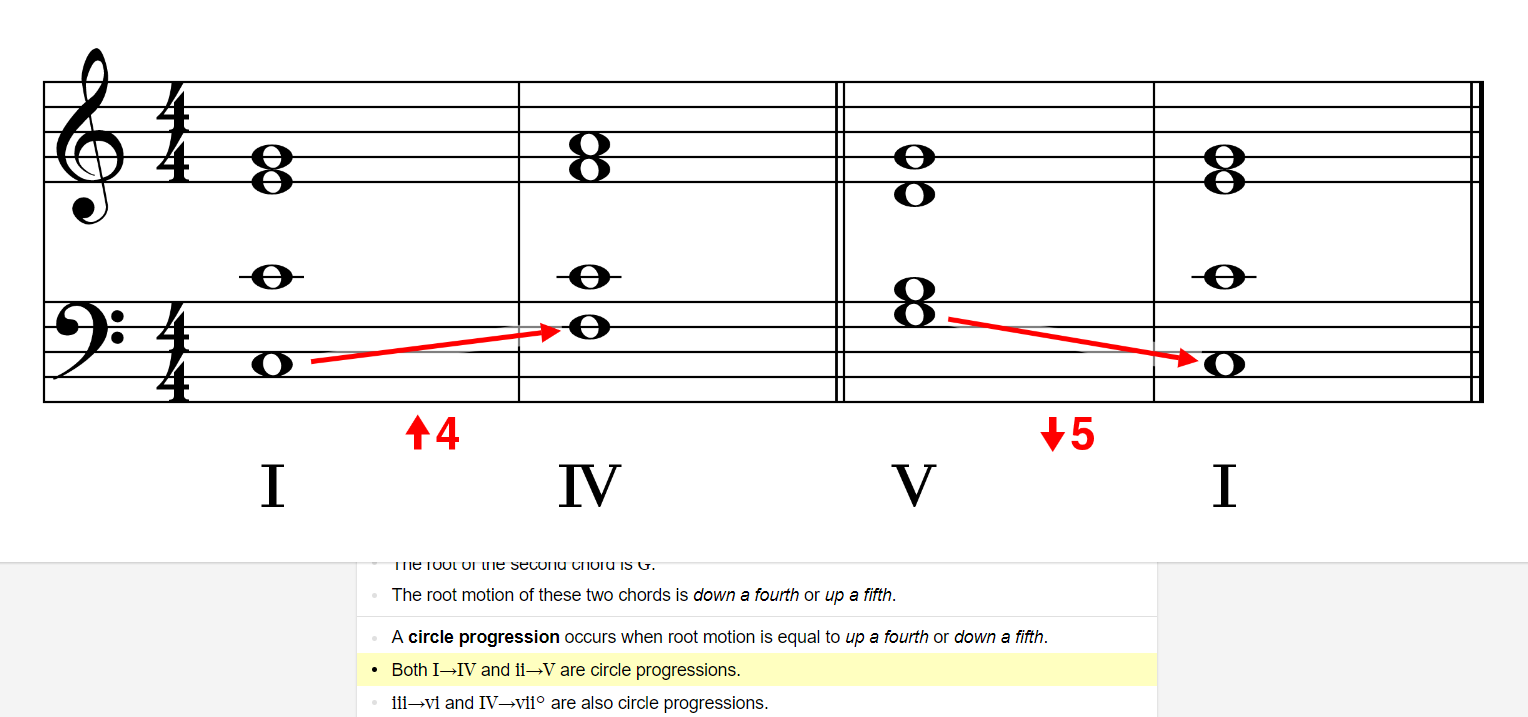 4 4
4 4
↑4 ↓5
I IV V I
The root of the second chord is G.
The root motion of these two chords is down a fourth or up a fifth.
A circle progression occurs when root motion is equal to up a fourth or down a fifth.
Both I→IV and ii→V are circle progressions.
iii→vi and IV→vii° are also circle progressions.